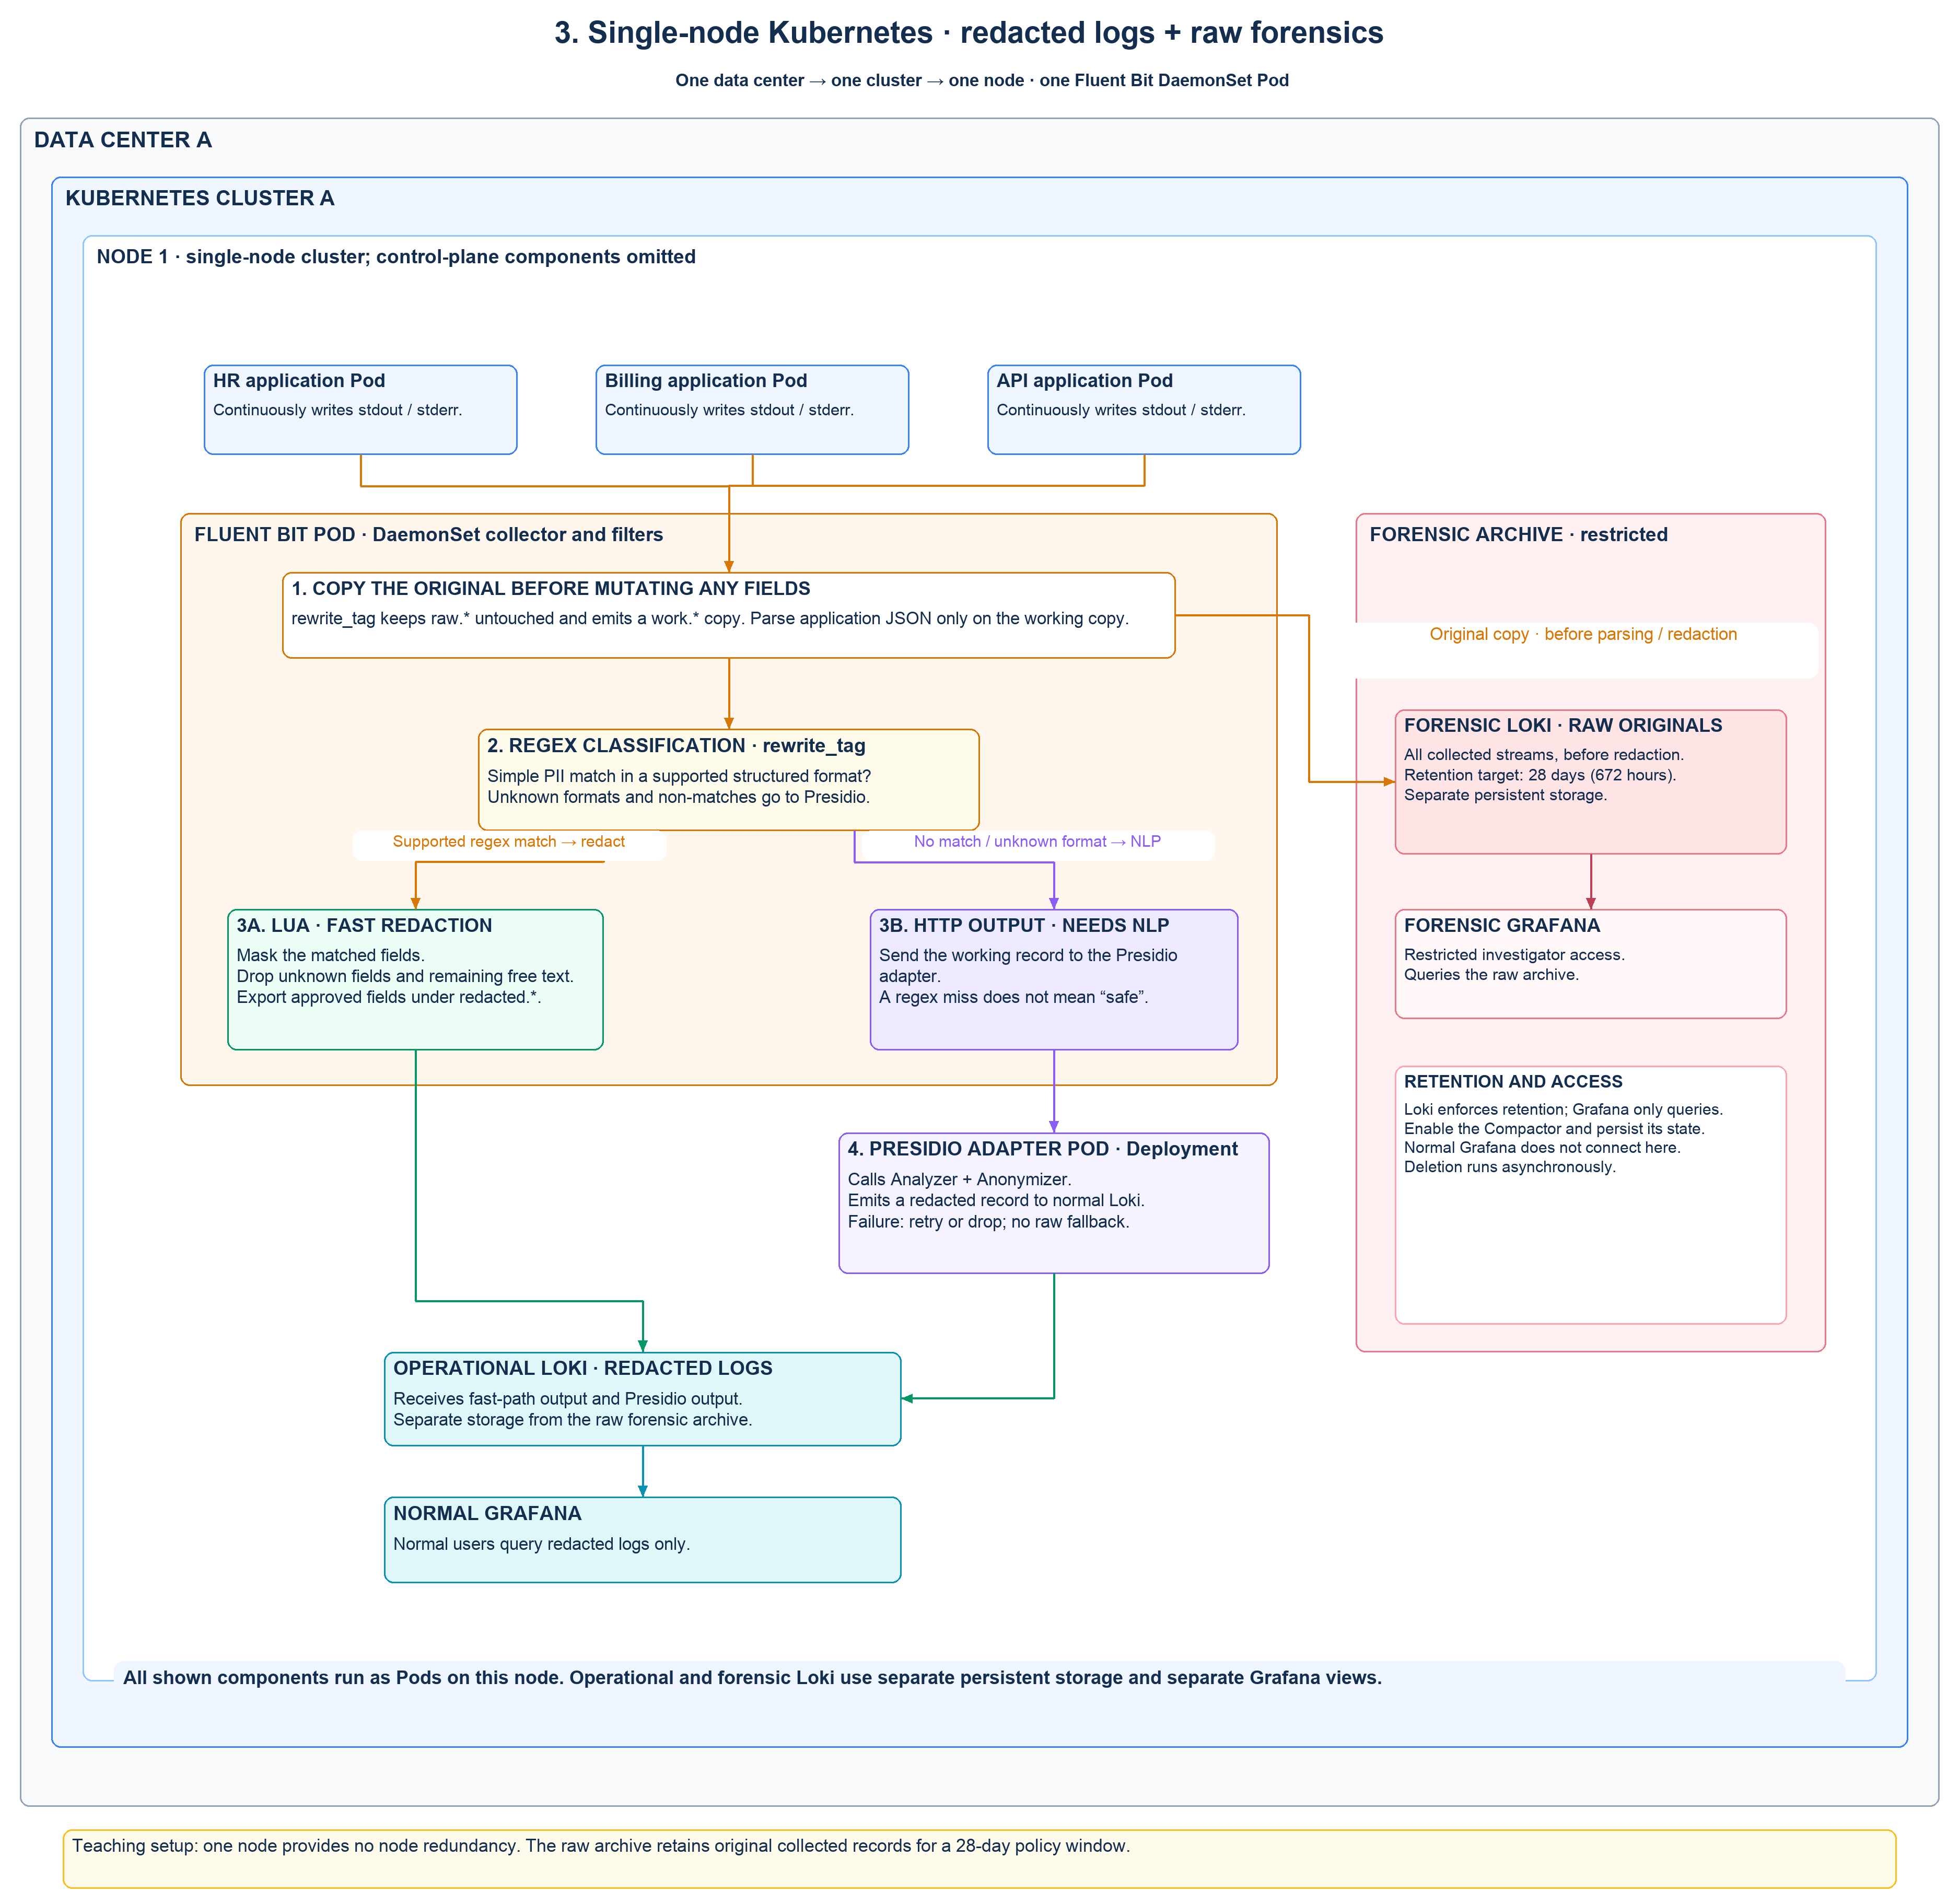 3. Single-node Kubernetes · redacted logs + raw forensics
One data center → one cluster → one node · one Fluent Bit DaemonSet Pod
DATA CENTER A
KUBERNETES CLUSTER A
NODE 1 · single-node cluster; control-plane components omitted
HR application Pod
Continuously writes stdout / stderr.
Billing application Pod
Continuously writes stdout / stderr.
API application Pod
Continuously writes stdout / stderr.
FLUENT BIT POD · DaemonSet collector and filters
1. COPY THE ORIGINAL BEFORE MUTATING ANY FIELDS
rewrite_tag keeps raw.* untouched and emits a work.* copy. Parse application JSON only on the working copy.
2. REGEX CLASSIFICATION · rewrite_tag
Simple PII match in a supported structured format?
Unknown formats and non-matches go to Presidio.
Supported regex match → redact
No match / unknown format → NLP
3A. LUA · FAST REDACTION
Mask the matched fields.
Drop unknown fields and remaining free text.
Export approved fields under redacted.*.
3B. HTTP OUTPUT · NEEDS NLP
Send the working record to the Presidio
adapter.
A regex miss does not mean “safe”.
4. PRESIDIO ADAPTER POD · Deployment
Calls Analyzer + Anonymizer.
Emits a redacted record to normal Loki.
Failure: retry or drop; no raw fallback.
OPERATIONAL LOKI · REDACTED LOGS
Receives fast-path output and Presidio output.
Separate storage from the raw forensic archive.
NORMAL GRAFANA
Normal users query redacted logs only.
FORENSIC ARCHIVE · restricted
Original copy · before parsing / redaction
FORENSIC LOKI · RAW ORIGINALS
All collected streams, before redaction.
Retention target: 28 days (672 hours).
Separate persistent storage.
FORENSIC GRAFANA
Restricted investigator access.
Queries the raw archive.
RETENTION AND ACCESS
Loki enforces retention; Grafana only queries.
Enable the Compactor and persist its state.
Normal Grafana does not connect here.
Deletion runs asynchronously.
All shown components run as Pods on this node. Operational and forensic Loki use separate persistent storage and separate Grafana views.
Teaching setup: one node provides no node redundancy. The raw archive retains original collected records for a 28-day policy window.